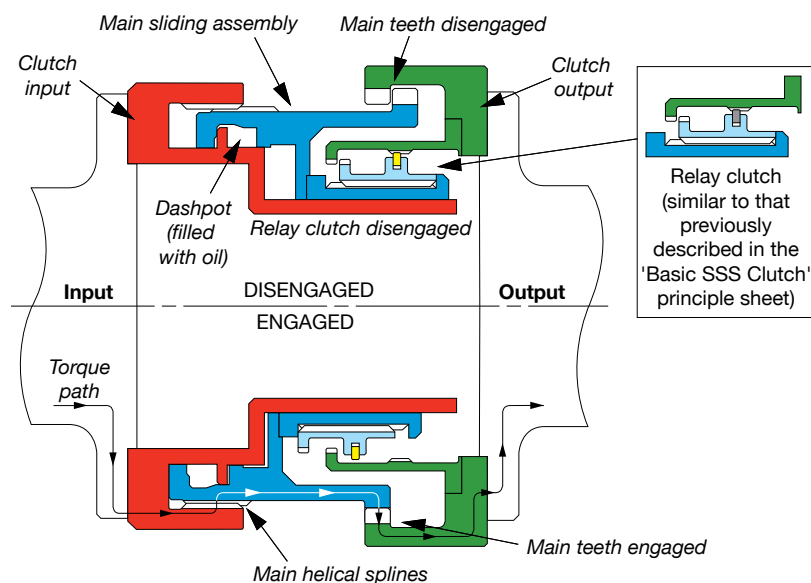 Main sliding assembly
Main teeth disengaged
Clutch
input
Clutch
output
Dashpot
(filled
with oil)
Relay clutch disengaged
Relay clutch
(similar to that
previously
described in the
'Basic SSS Clutch'
principle sheet)
Input
DISENGAGED
Output
ENGAGED
Torque
path
Main teeth engaged
Main helical splines